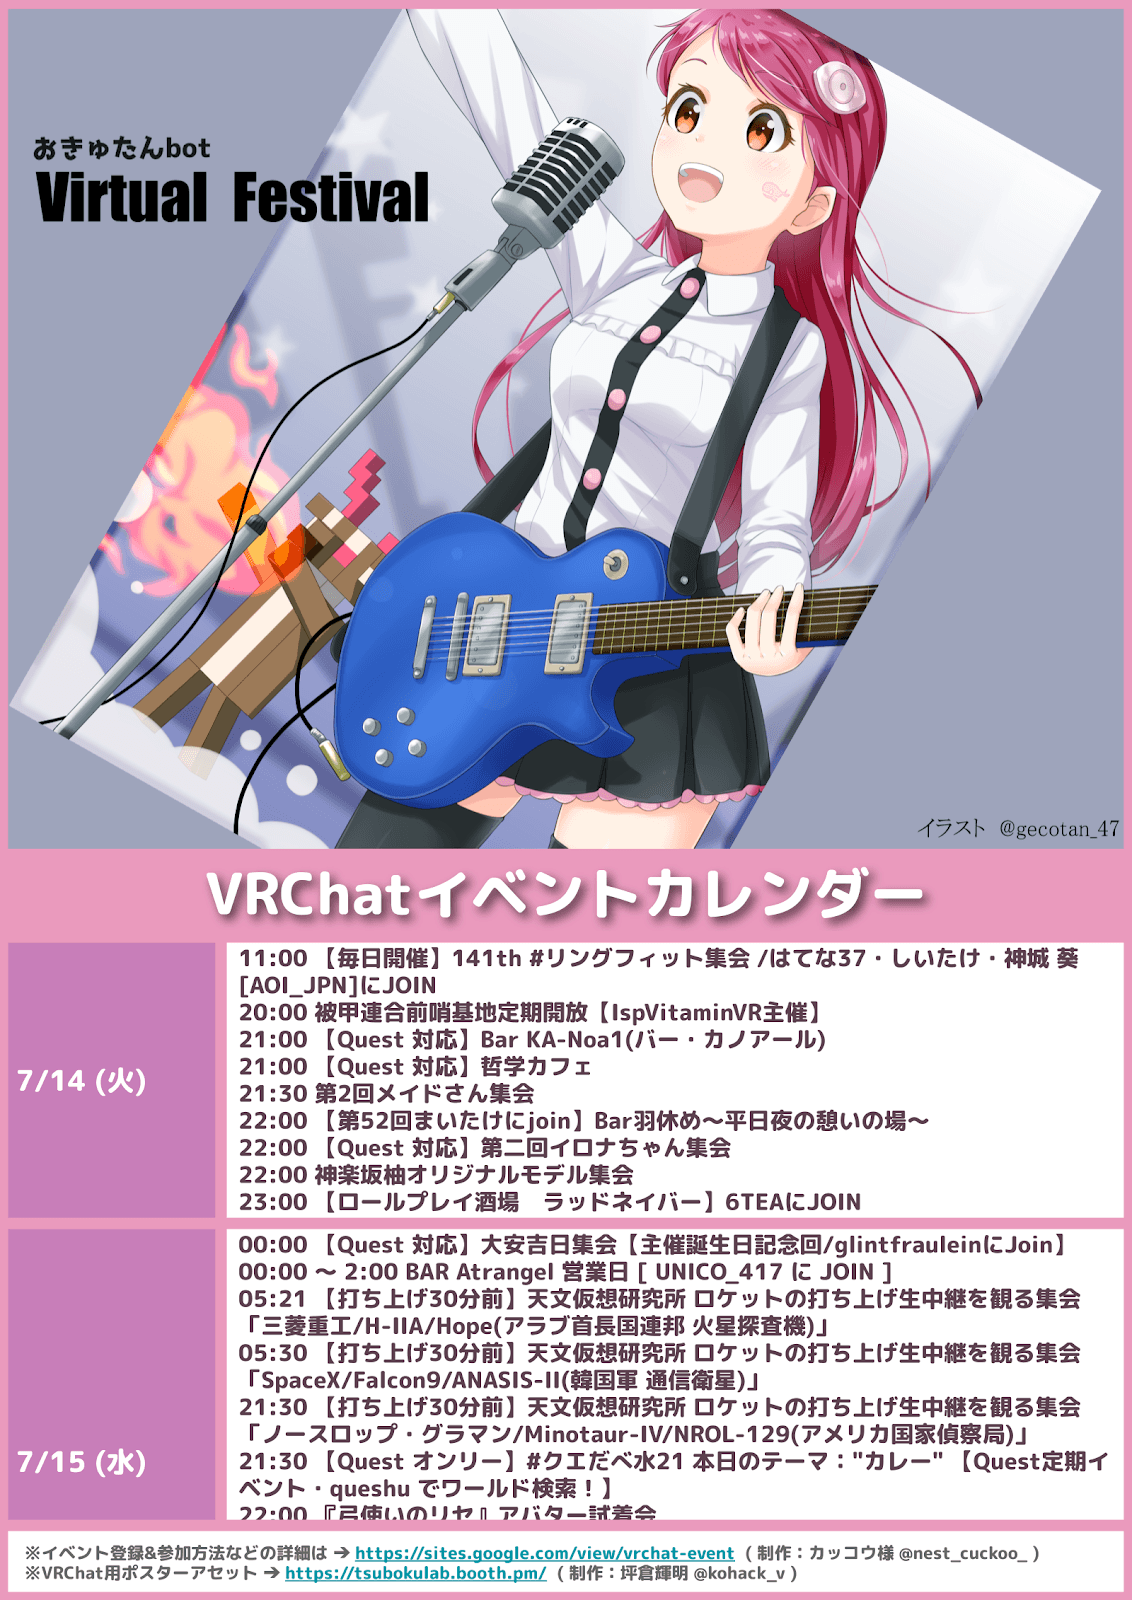 おきゅたんbot
Virtual Festival
イラスト @gecotan_47
VRChatイベントカレンダー
7/14 (火)
11:00 【毎日開催】141th #リングフィット集会 /はてな37・しいたけ・神城 葵
[AOI_JPN]にJOIN
20:00 被甲連合前哨基地定期開放【IspVitaminVR主催】
21:00 【Quest 対応】Bar KA-Noa1(バー・カノアール)
21:00 【Quest 対応】哲学カフェ
21:30 第2回メイドさん集会
22:00 【第52回まいたけにjoin】Bar羽休め〜平日夜の憩いの場〜
22:00 【Quest 対応】第二回イロナちゃん集会
22:00 神楽坂柚オリジナルモデル集会
23:00 【ロールプレイ酒場　ラッドネイバー】6TEAにJOIN
7/15 (水)
00:00 【Quest 対応】大安吉日集会【主催誕生日記念回/glintfrauleinにJoin】
00:00 〜 2:00 BAR Atrangel 営業日 [ UNICO_417 に JOIN ]
05:21 【打ち上げ30分前】天文仮想研究所 ロケットの打ち上げ生中継を観る集会
「三菱重工/H-IIA/Hope(アラブ首長国連邦 火星探査機)」
05:30 【打ち上げ30分前】天文仮想研究所 ロケットの打ち上げ生中継を観る集会
「SpaceX/Falcon9/ANASIS-II(韓国軍 通信衛星)」
21:30 【打ち上げ30分前】天文仮想研究所 ロケットの打ち上げ生中継を観る集会
「ノースロップ・グラマン/Minotaur-IV/NROL-129(アメリカ国家偵察局)」
21:30 【Quest オンリー】#クエだべ水21 本日のテーマ："カレー" 【Quest定期イ
ベント・queshu でワールド検索！】
22:00 『弓使いのリセ』アバター試着会
※イベント登録&参加方法などの詳細は ➔ https://sites.google.com/view/vrchat-event ( 制作：カッコウ様 @nest_cuckoo_ )
※VRChat用ポスターアセット ➔ https://tsubokulab.booth.pm/ ( 制作：坪倉輝明 @kohack_v )